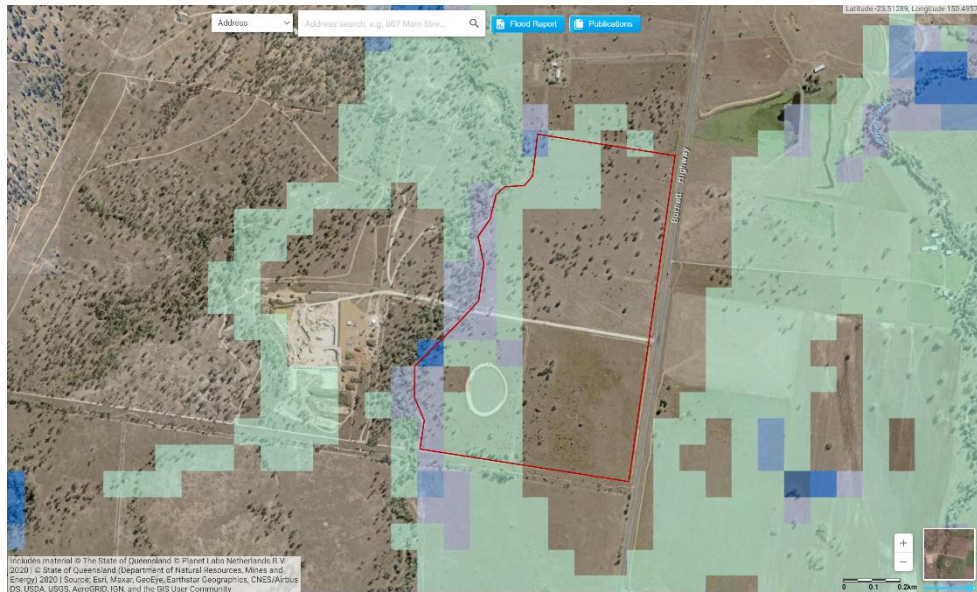 Latitude -23.51289, Longitude 150.495
Address
Address search, e.g. 867 Main Stre...
Flood Report
Publications
Burnett Highway
Includes material © The State of Queensland © Planet Labs Netherlands B.V.
2020 | © State of Queensland (Department of Natural Resources, Mines and
Energy) 2020 | Source: Esri, Maxar, GeoEye, Earthstar Geographics, CNES/Airbus
DS, USDA, USGS, AeroGRID, IGN, and the GIS User Community
+
−
0 0.1 0.2km